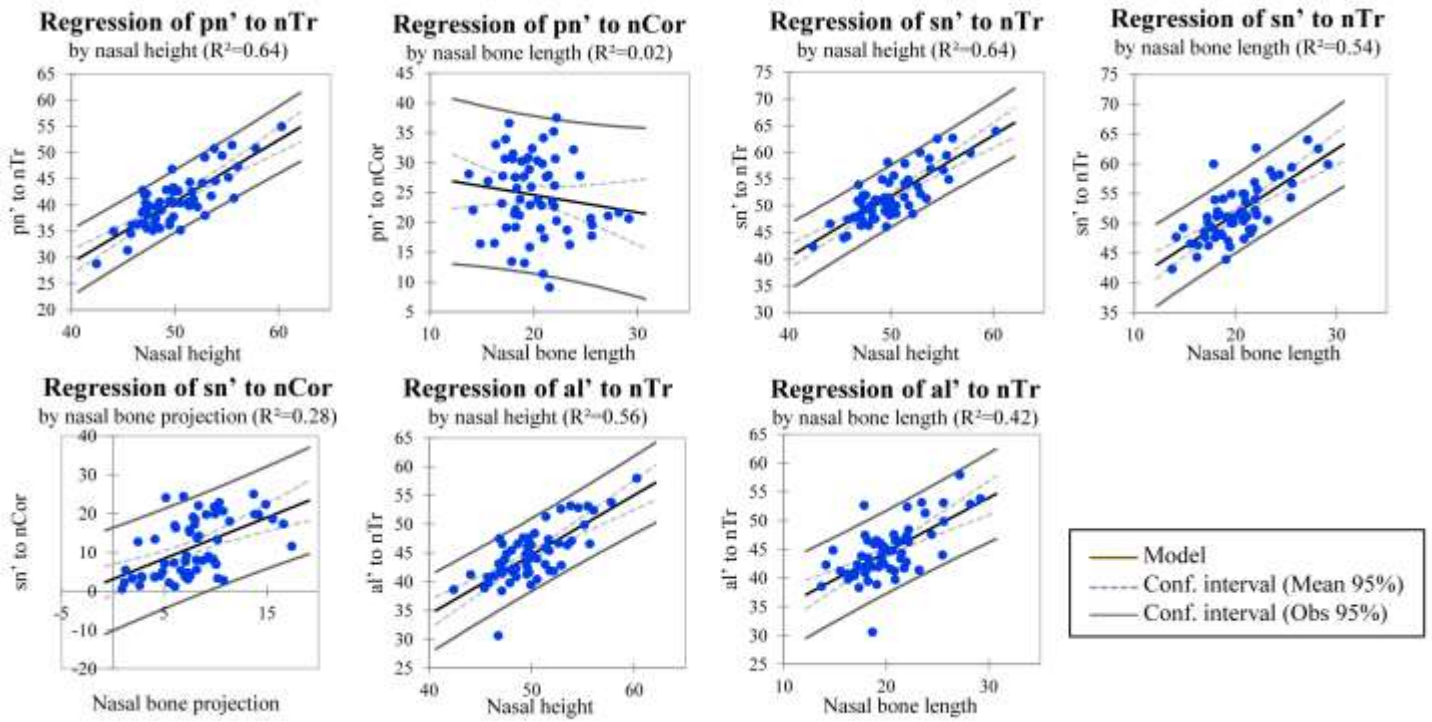 Regression of pn’ to nTr
by nasal height (R²=0.64)
65
60
55
50
45
40
35
30
25
20
pn’ to nTr
40
50
60
Nasal height
Regression of pn’ to nCor
by nasal bone length (R²=0.02)
45
40
35
30
25
20
15
10
5
pn’ to nCor
10
20
30
Nasal bone length
Regression of sn’ to nTr
by nasal height (R²=0.64)
75
70
65
60
55
50
45
40
35
30
sn’ to nTr
40
50
60
Nasal height
Regression of sn’ to nTr
by nasal bone length (R²=0.54)
75
70
65
60
55
50
45
40
35
sn’ to nTr
10
20
30
Nasal bone length
Regression of sn’ to nCor
by nasal bone projection (R²=0.28)
40
30
20
10
0
-10
-20
sn’ to nCor
-5
5
15
Nasal bone projection
Regression of al’ to nTr
by nasal height (R²=0.56)
65
60
55
50
45
40
35
30
25
al’ to nTr
40
50
60
Nasal height
Regression of al’ to nTr
by nasal bone length (R²=0.42)
65
60
55
50
45
40
35
30
25
al’ to nTr
10
20
30
Nasal bone length
Model
Conf. interval (Mean 95%)
Conf. interval (Obs 95%)